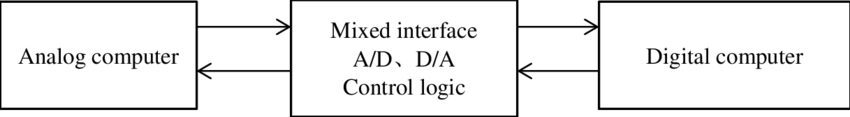 Analog computer
Mixed interface
A/D、D/A
Control logic
Digital computer